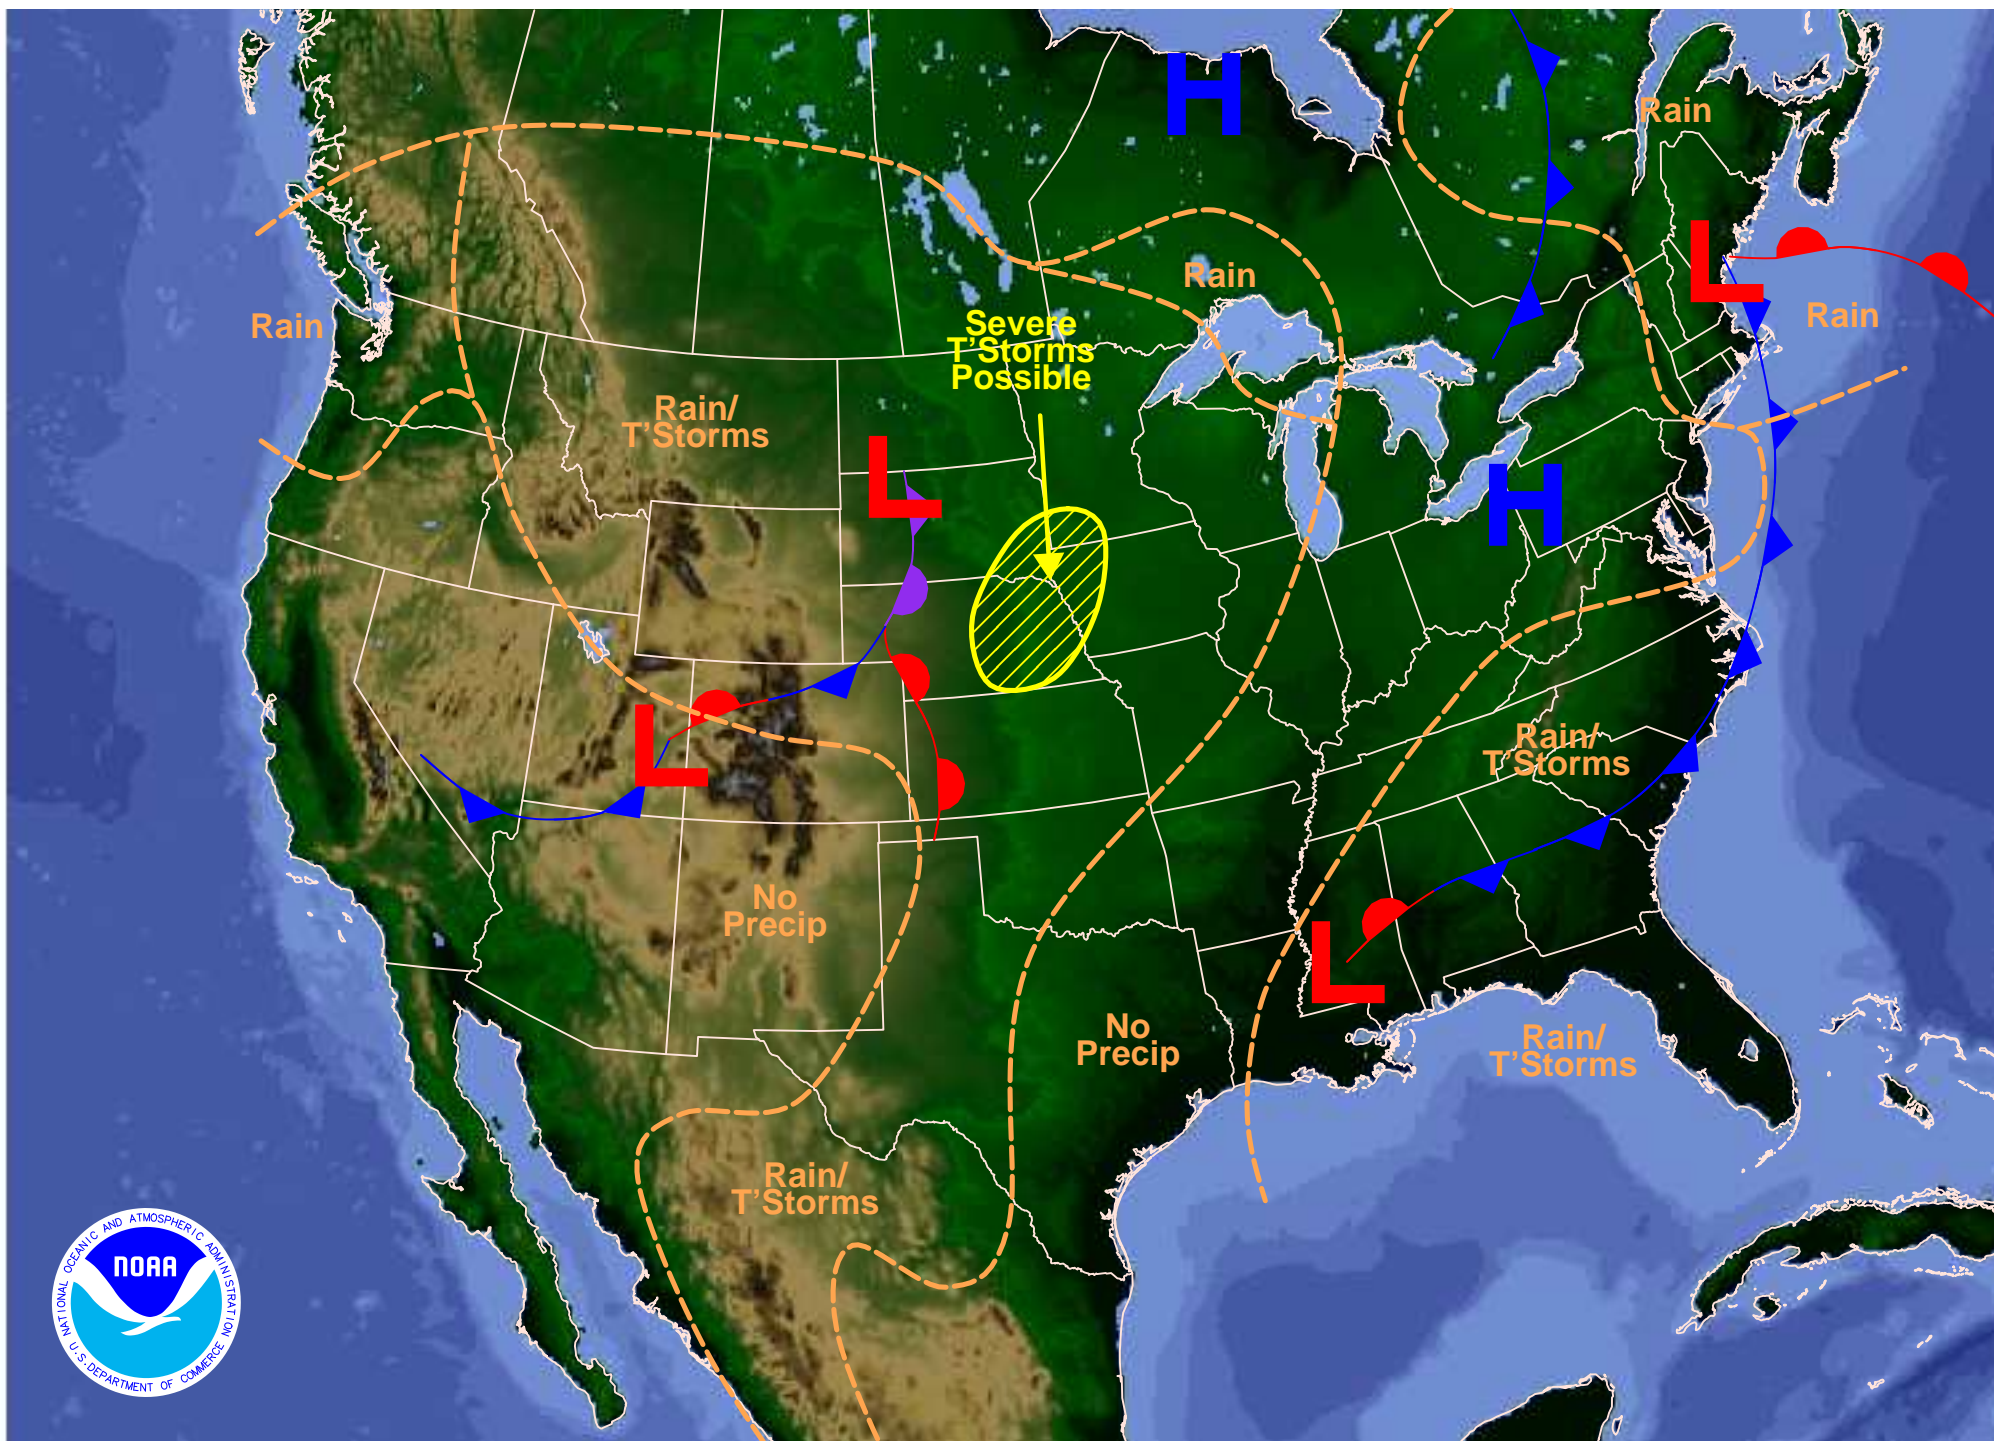 H
Rain
L
Rain
Rain
Rain
Severe
T'Storms
Possible
Rain/
T'Storms
L
H
L
Rain/
T'Storms
No
Precip
L
No
Precip
Rain/
T'Storms
Rain/
T'Storms
NATIONAL OCEANIC AND ATMOSPHERIC ADMINISTRATION
NOAA
U.S. DEPARTMENT OF COMMERCE